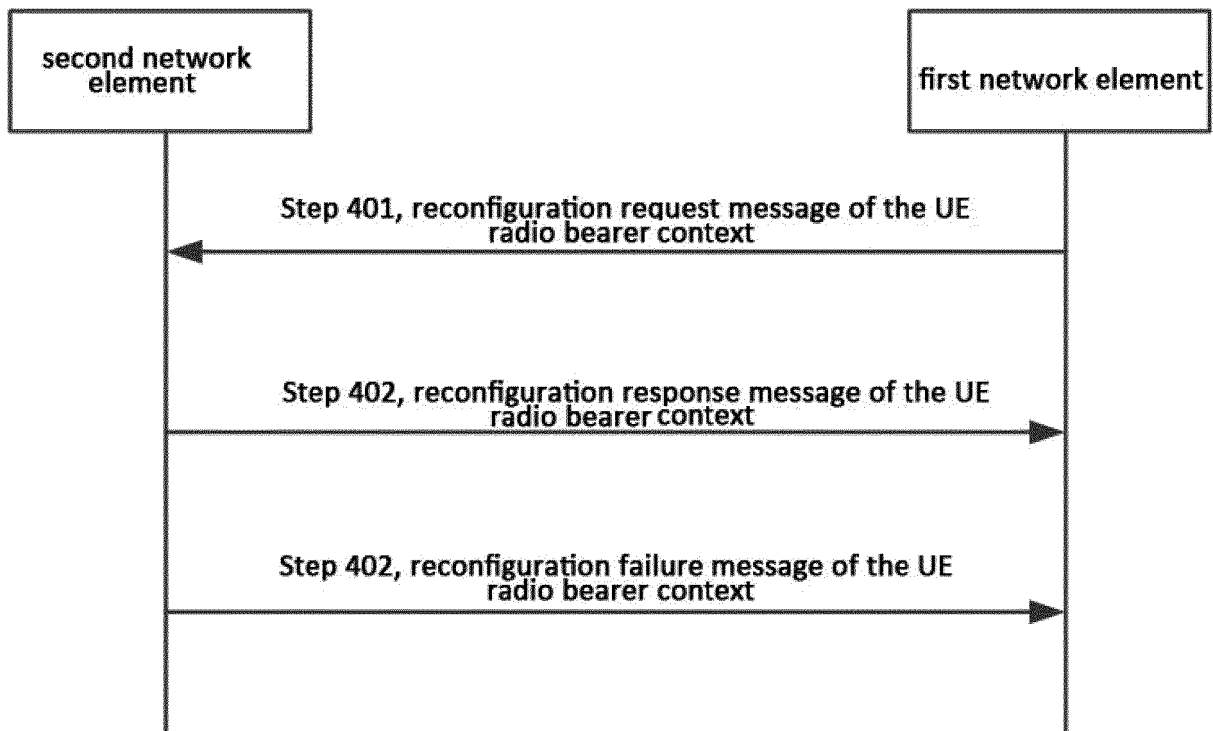 second network
element
first network element
Step 401, reconfiguration request message of the UE
radio bearer context
Step 402, reconfiguration response message of the UE
radio bearer context
Step 402, reconfiguration failure message of the UE
radio bearer context